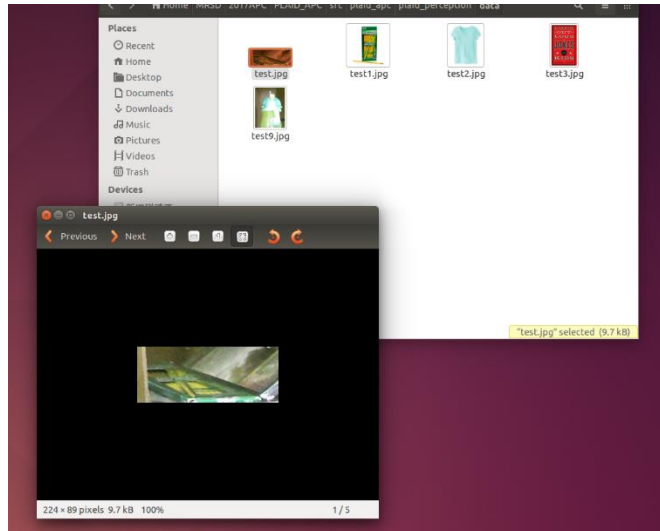 Home MRSD 2017APC PLAID_APC src plaid_apc plaid_perception data
Places
Recent
Home
Desktop
Documents
Downloads
Music
Pictures
Videos
Trash
Devices
test.jpg
test1.jpg
test2.jpg
test3.jpg
test9.jpg
"test.jpg" selected (9.7 kB)
test.jpg
Previous Next
224 × 89 pixels 9.7 kB 100% 1 / 5